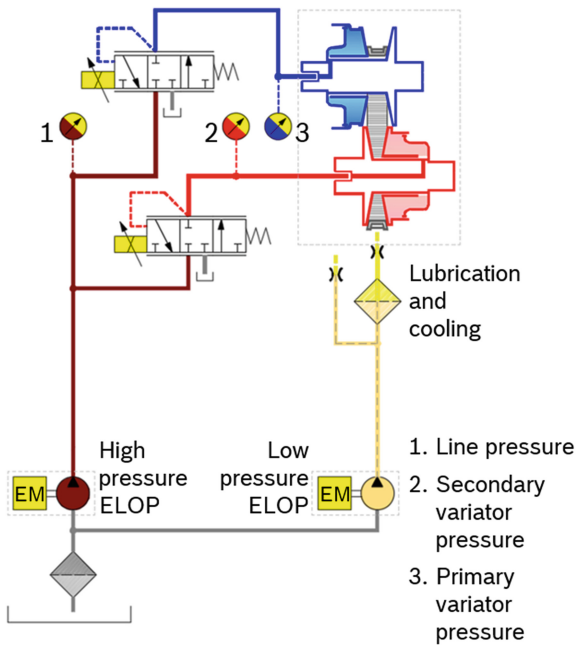 1
2
3
Lubrication
and
cooling
High
pressure
ELOP
Low
pressure
ELOP
EM
EM
1. Line pressure
2. Secondary
variator
pressure
3. Primary
variator
pressure